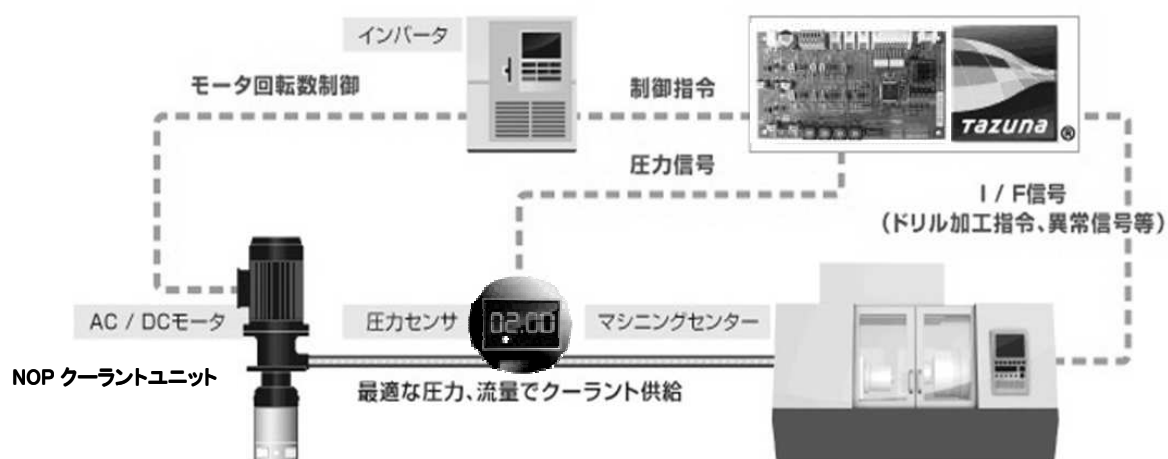 インバータ
モータ回転数制御
制御指令
TAZUNA ®
圧力信号
I / F信号
（ドリル加工指令、異常信号等）
AC / DCモータ
圧力センサ
02.00
マシニングセンター
NOP クーラントユニット
最適な圧力、流量でクーラント供給